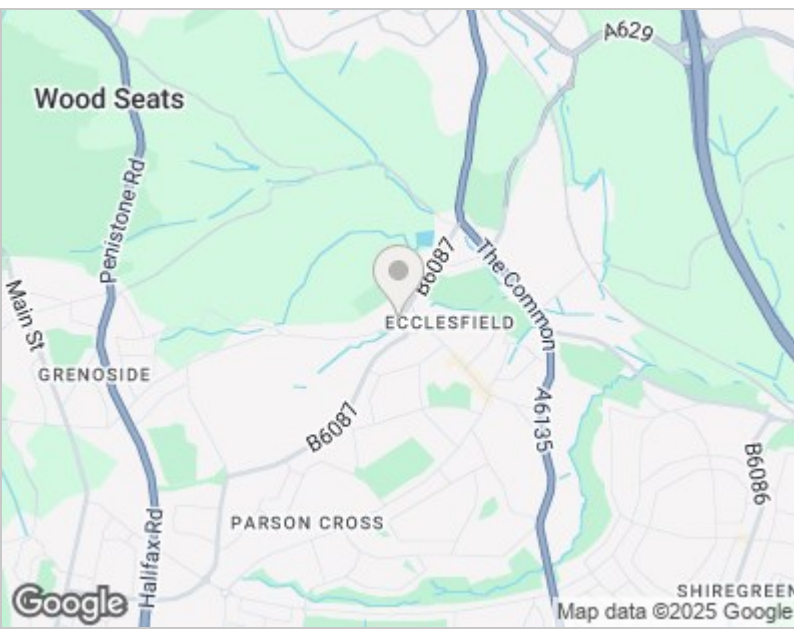 A629
Wood Seats
Penistone Rd
B6087
The Common
Main St
ECCLESFIELD
GRENOSIDE
B6087
A6135
B6086
PARSON CROSS
Halifax Rd
SHIREGREEN
Google
Map data ©2025 Google